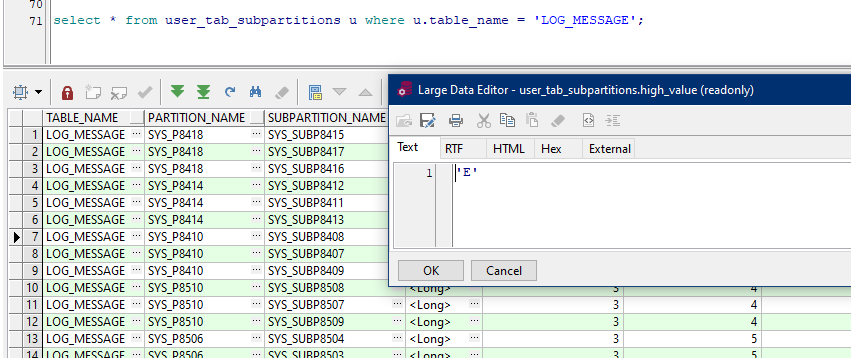 70
71 select * from user_tab_subpartitions u where u.table_name = 'LOG_MESSAGE';
Large Data Editor - user_tab_subpartitions.high_value (readonly)
Text RTF HTML Hex External
1 'E'
OK Cancel
TABLE_NAME PARTITION_NAME SUBPARTITION_NAME
1 LOG_MESSAGE ... SYS_P8418 ... SYS_SUBP8415
2 LOG_MESSAGE ... SYS_P8418 ... SYS_SUBP8417
3 LOG_MESSAGE ... SYS_P8418 ... SYS_SUBP8416
4 LOG_MESSAGE ... SYS_P8414 ... SYS_SUBP8412
5 LOG_MESSAGE ... SYS_P8414 ... SYS_SUBP8411
6 LOG_MESSAGE ... SYS_P8414 ... SYS_SUBP8413
7 LOG_MESSAGE ... SYS_P8410 ... SYS_SUBP8408
8 LOG_MESSAGE ... SYS_P8410 ... SYS_SUBP8407
9 LOG_MESSAGE ... SYS_P8410 ... SYS_SUBP8409
10 LOG_MESSAGE ... SYS_P8510 ... SYS_SUBP8508 ... <Long> ... 3 4
11 LOG_MESSAGE ... SYS_P8510 ... SYS_SUBP8507 ... <Long> ... 3 4
12 LOG_MESSAGE ... SYS_P8510 ... SYS_SUBP8509 ... <Long> ... 3 4
13 LOG_MESSAGE ... SYS_P8506 ... SYS_SUBP8504 ... <Long> ... 3 5
14 LOG_MESSAGE ... SYS_P8506 ... SYS_SUBP8503 ... <Long> ... 3 5